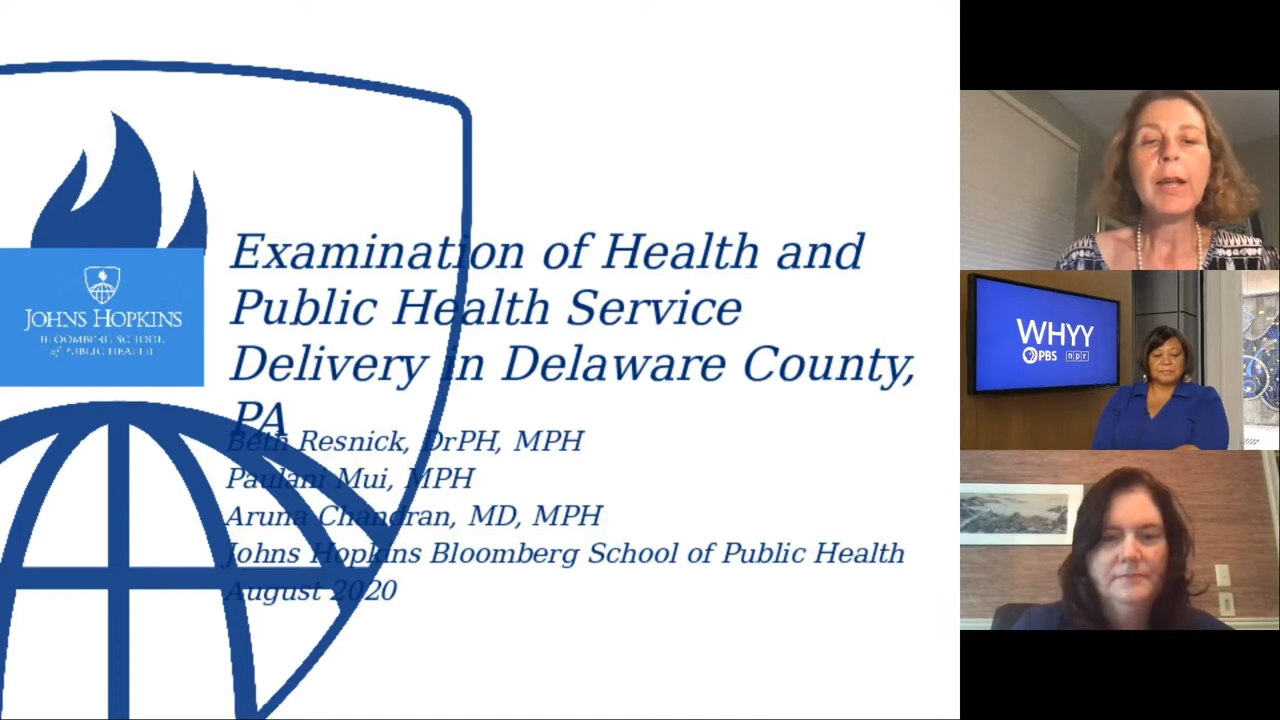 Examination of Health and
Public Health Service
Delivery in Delaware County,
PA
Beth Resnick, DrPH, MPH
Paulani Mui, MPH
Aruna Chandran, MD, MPH
Johns Hopkins Bloomberg School of Public Health
August 2020
JOHNS HOPKINS
BLOOMBERG SCHOOL
of PUBLIC HEALTH
WHYY
PBS npr